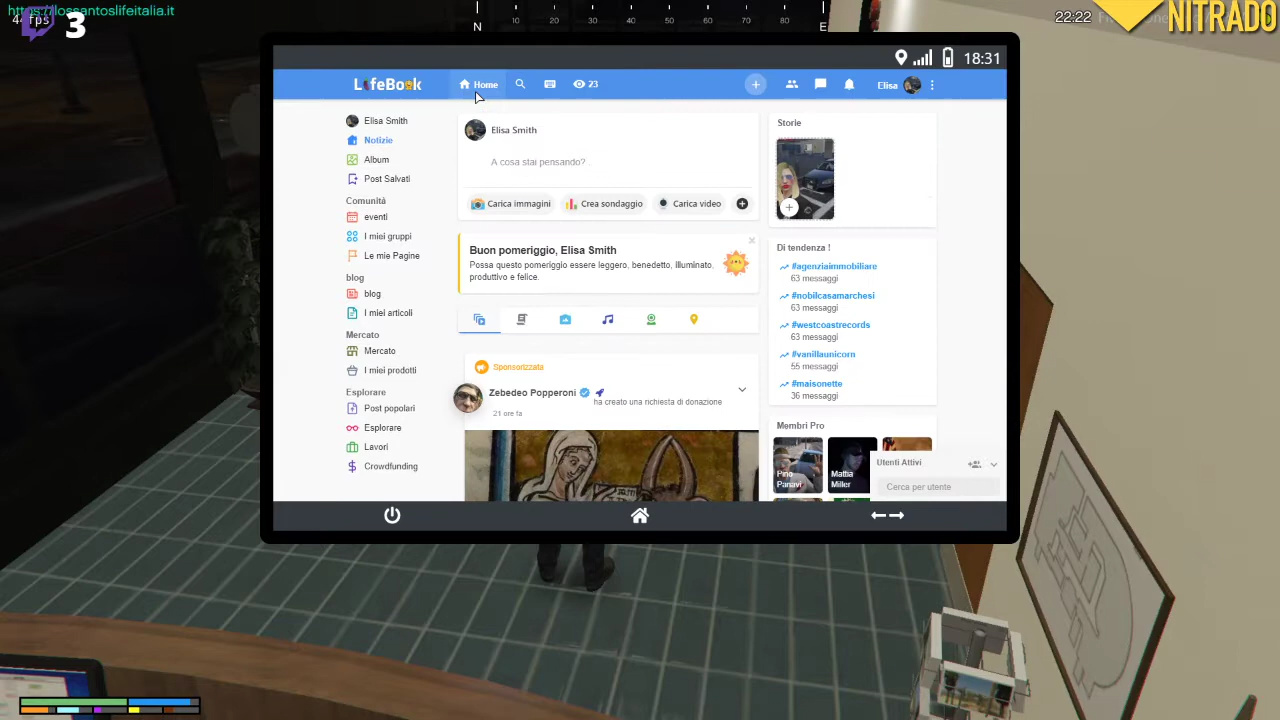 https://lossantoslifeitalia.it
3
N
10
20
30
40
50
60
70
80
E
22:22
NITRADO
18:31
LifeBook
Home
23
Elisa
Elisa Smith
Notizie
Album
Post Salvati
Comunità
eventi
I miei gruppi
Le mie Pagine
blog
blog
I miei articoli
Mercato
Mercato
I miei prodotti
Esplorare
Post popolari
Esplorare
Lavori
Crowdfunding
Elisa Smith
A cosa stai pensando? .
Carica immagini
Crea sondaggio
Carica video
Buon pomeriggio, Elisa Smith
Possa questo pomeriggio essere leggero, benedetto, illuminato,
produttivo e felice.
Sponsorizzata
Zebedeo Popperoni
ha creato una richiesta di donazione
21 ore fa
Storie
Di tendenza !
#agenziaimmobiliare
63 messaggi
#nobilcasamarchesi
63 messaggi
#westcoastrecords
63 messaggi
#vanillaunicorn
55 messaggi
#maisonette
36 messaggi
Membri Pro
Pino
Panavi
Mattia
Miller
Utenti Attivi
Cerca per utente